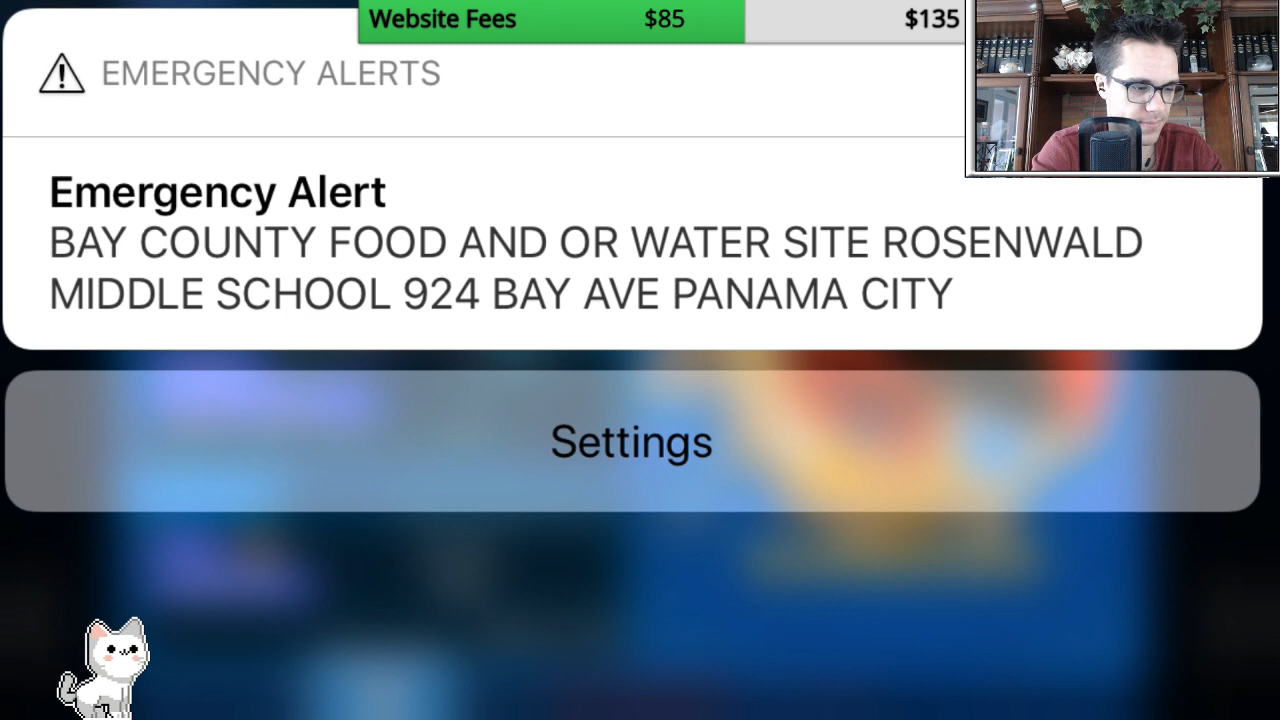 Website Fees $85 $135
EMERGENCY ALERTS
Emergency Alert
BAY COUNTY FOOD AND OR WATER SITE ROSENWALD
MIDDLE SCHOOL 924 BAY AVE PANAMA CITY
Settings